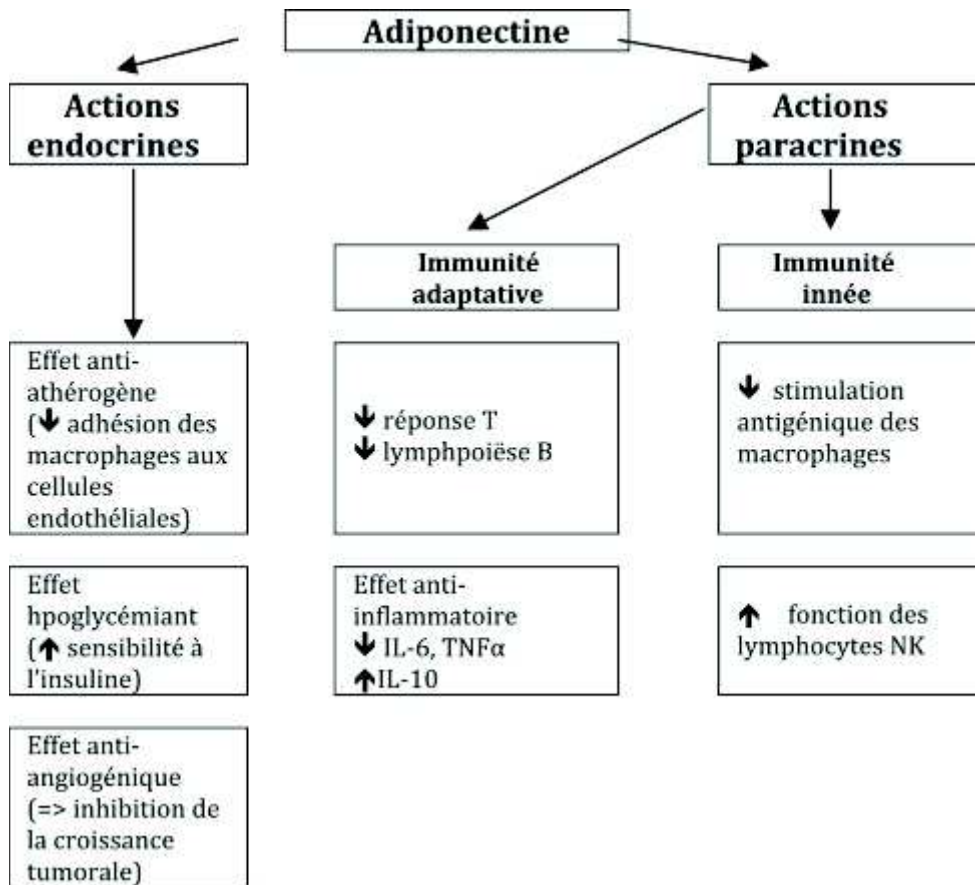 Adiponectine
Actions
endocrines
Actions
paracrines
Immunité
adaptative
Immunité
innée
Effet anti-
athérogène
(🡻 adhésion des
macrophages aux
cellules
endothéliales)
🡻 réponse T
🡻 lymphpoïëse B
🡻 stimulation
antigénique des
macrophages
Effet
hpoglycémiant
(🡹 sensibilité à
l'insuline)
Effet anti-
inflammatoire
🡻 IL-6, TNFα
🡹IL-10
🡹 fonction des
lymphocytes NK
Effet anti-
angiogénique
(=> inhibition de
la croissance
tumorale)